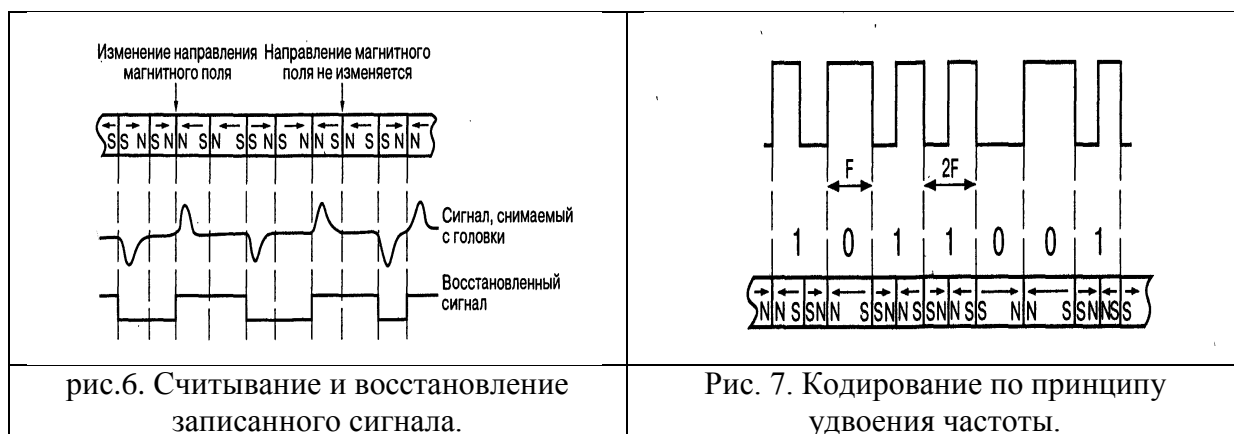 Изменение направления Направление магнитного
магнитного поля поля не изменяется
S S N S N N S N S S N S N N S N S S N N
Сигнал, снимаемый
с головки
Восстановленный
сигнал
рис.6. Считывание и восстановление
записанного сигнала.
F 2F
1 0 1 1 0 0 1
N N S S N N S S N N S S N N S S N N S S N N S S
Рис. 7. Кодирование по принципу
удвоения частоты.